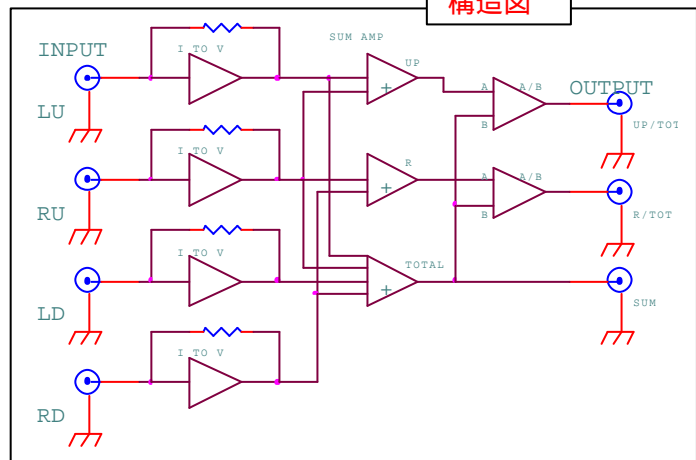 構造図
INPUT
I TO V
SUM AMP
UP
+
A
A/B
B
OUTPUT
LU
UP/TOT
I TO V
R
+
A
A/B
B
RU
R/TOT
I TO V
TOTAL
+
LD
SUM
I TO V
RD